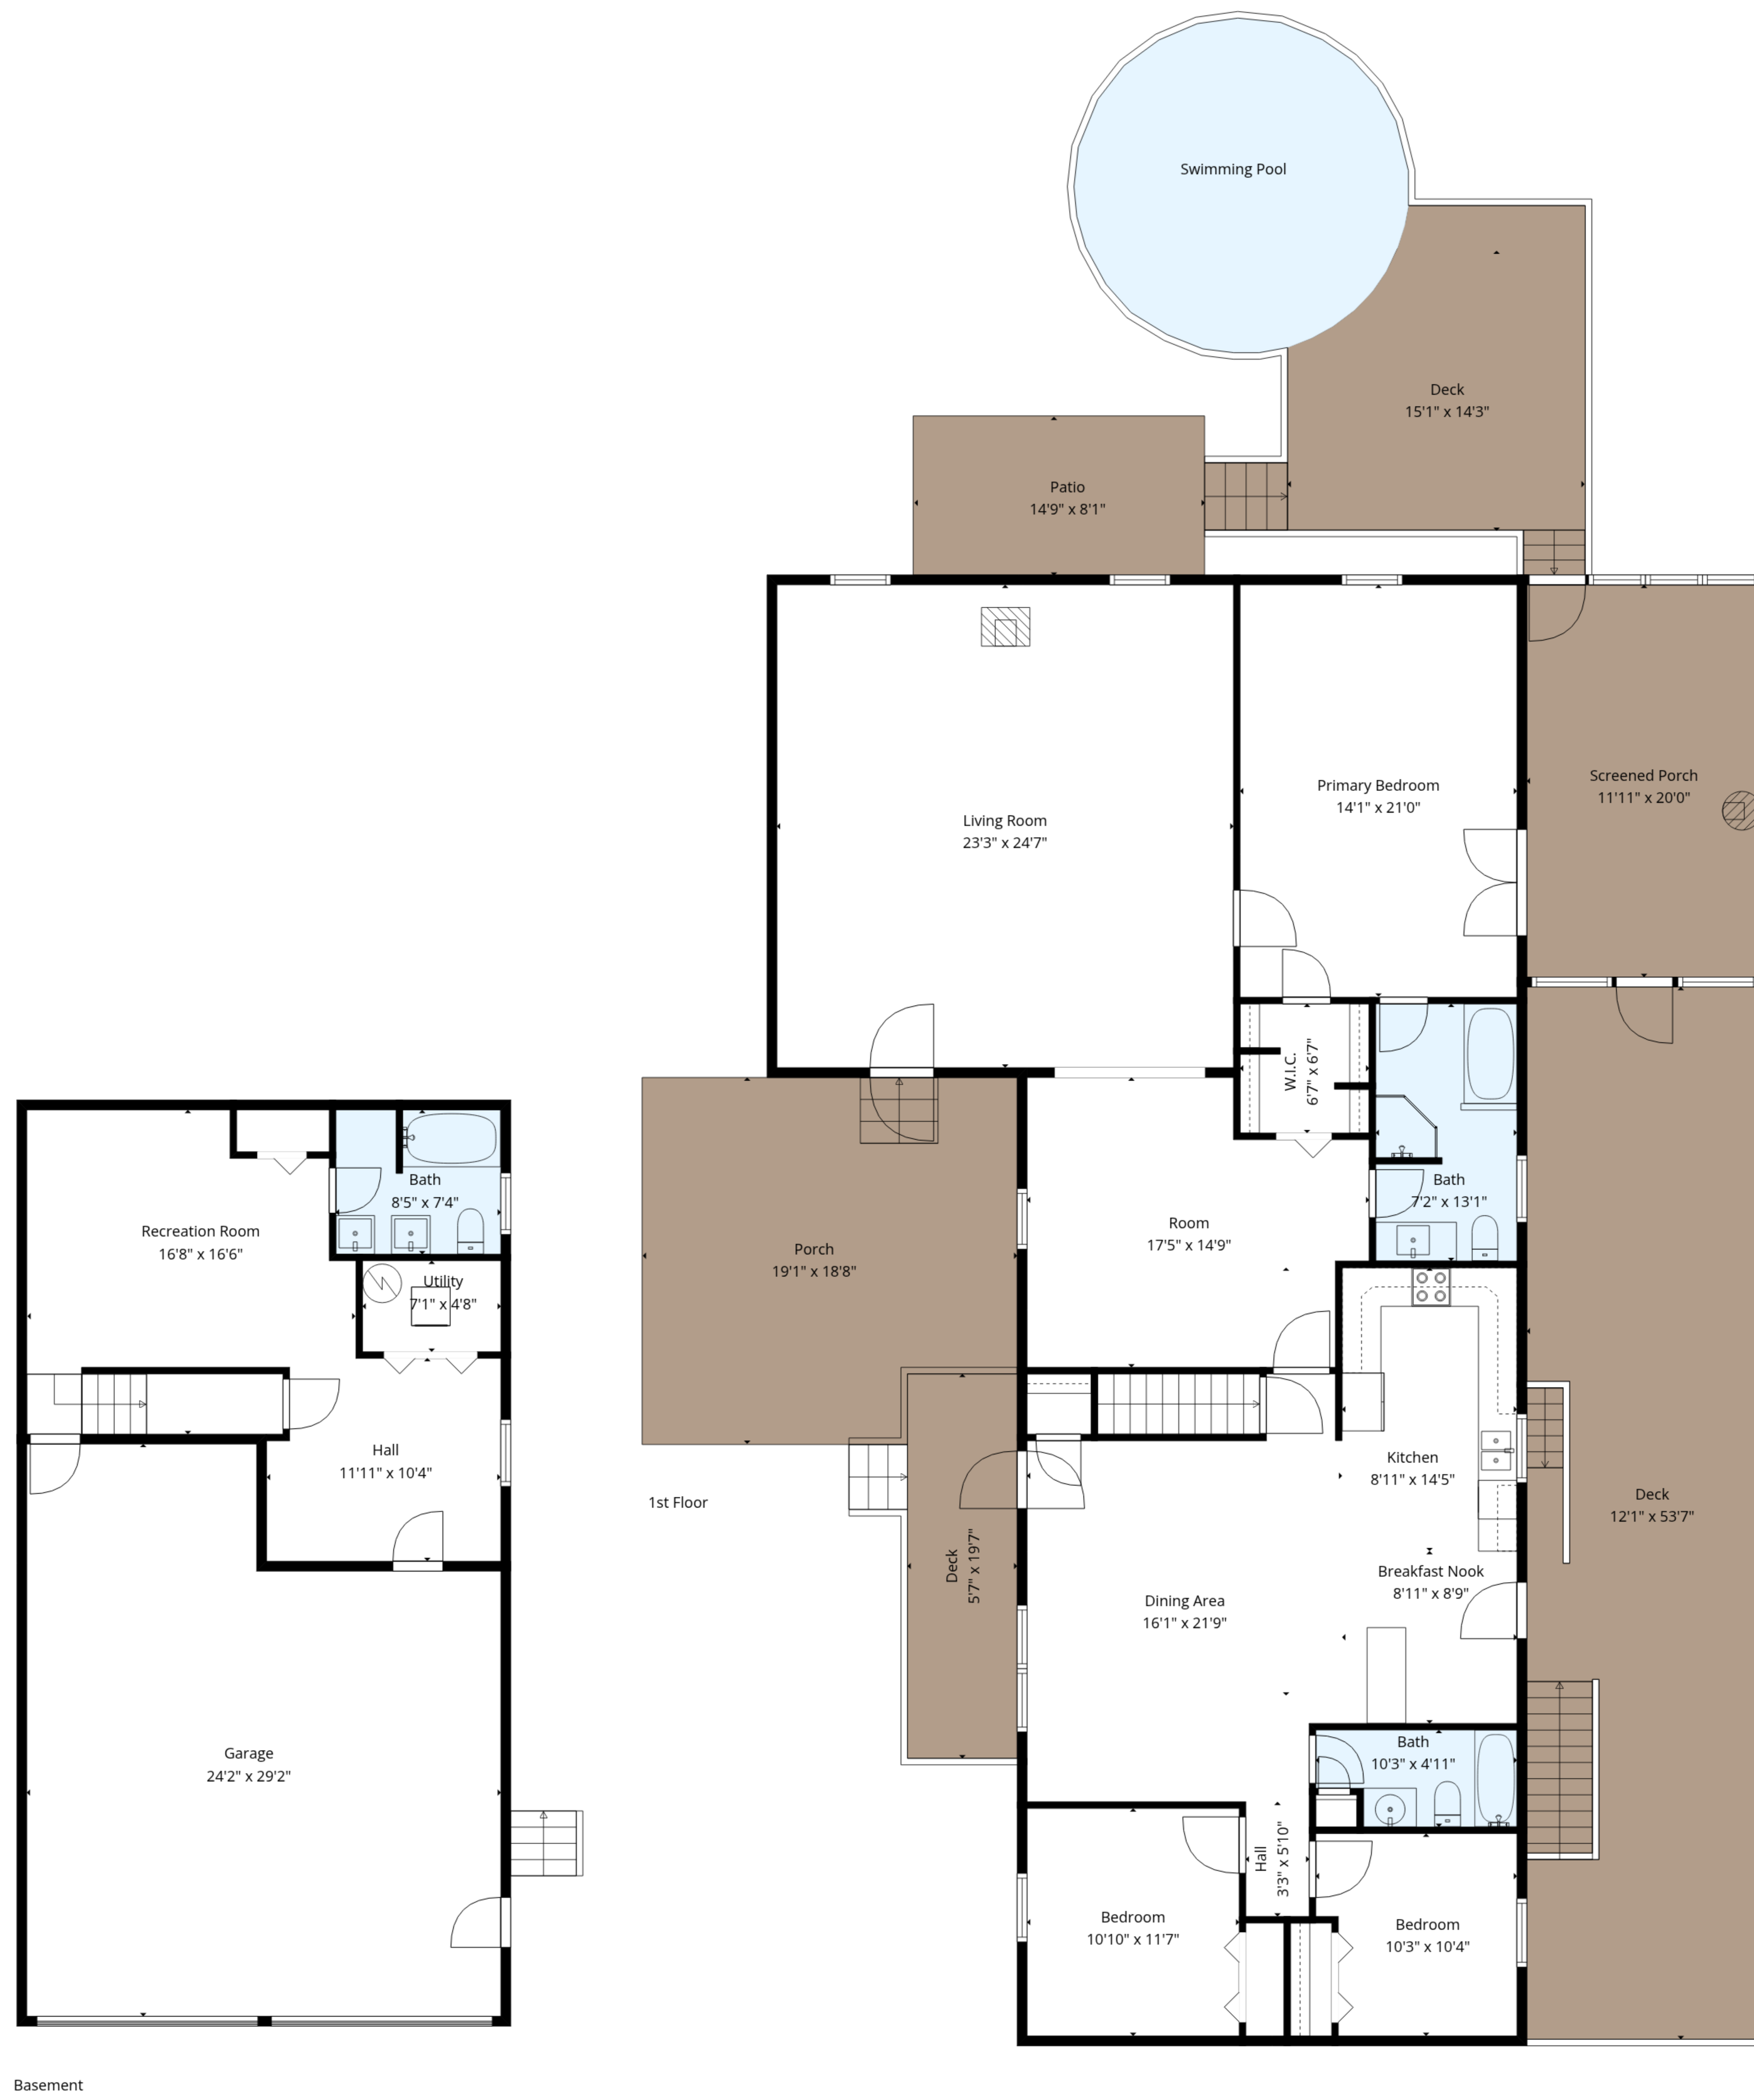 Swimming Pool
Deck
15'1" x 14'3"
Patio
14'9" x 8'1"
Screened Porch
11'11" x 20'0"
Primary Bedroom
14'1" x 21'0"
Living Room
23'3" x 24'7"
W.I.C.
6'7" x 6'7"
Bath
7'2" x 13'1"
Room
17'5" x 14'9"
Porch
19'1" x 18'8"
Kitchen
8'11" x 14'5"
1st Floor
Deck
12'1" x 53'7"
Deck
5'7" x 19'7"
Breakfast Nook
8'11" x 8'9"
Dining Area
16'1" x 21'9"
Bath
10'3" x 4'11"
Hall
3'3" x 5'10"
Bedroom
10'10" x 11'7"
Bedroom
10'3" x 10'4"
Bath
8'5" x 7'4"
Recreation Room
16'8" x 16'6"
Utility
7'1" x 4'8"
Hall
11'11" x 10'4"
Garage
24'2" x 29'2"
Basement